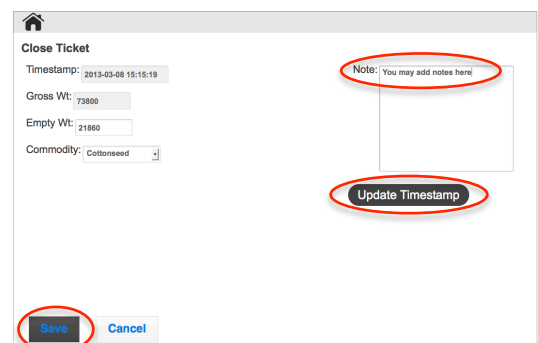 Close Ticket
Timestamp: 2013-03-08 15:15:19
Gross Wt: 73800
Empty Wt: 21860
Commodity: Cottonseed
Note: You may add notes here
Update Timestamp
Save Cancel